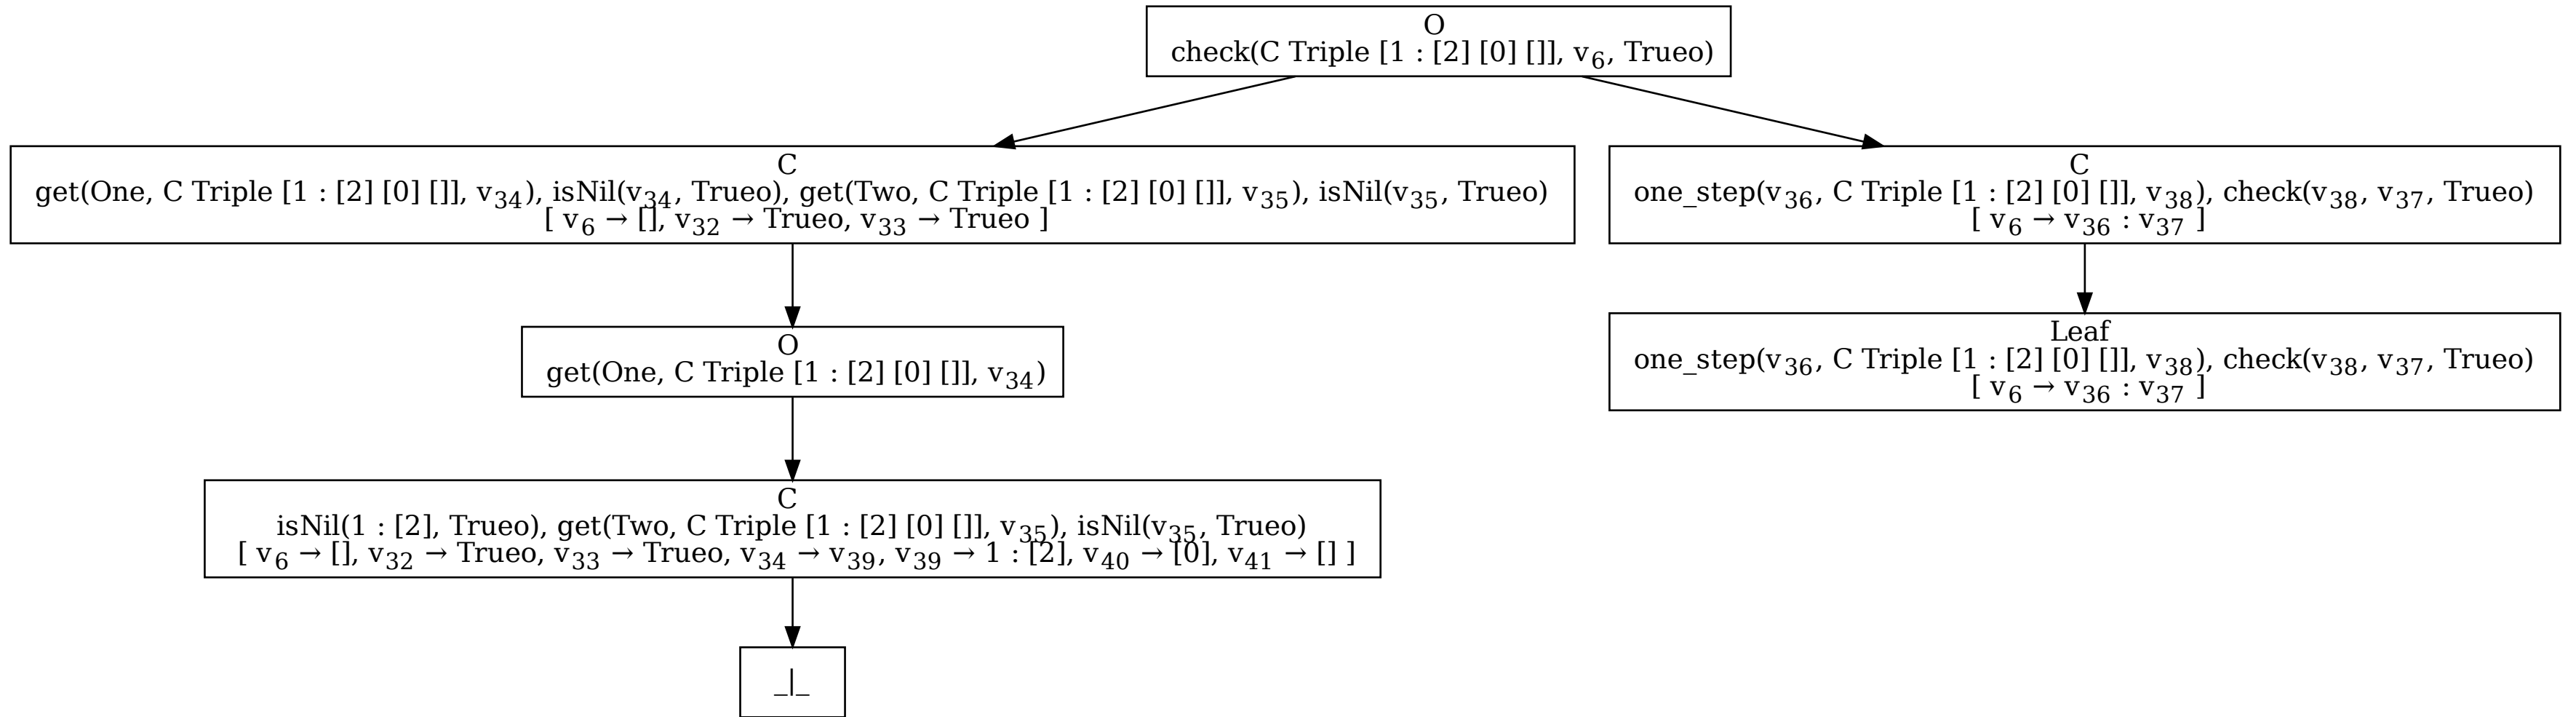 O
check(C Triple [1 : [2] [0] []], v6, Trueo)
C
get(One, C Triple [1 : [2] [0] []], v34), isNil(v34, Trueo), get(Two, C Triple [1 : [2] [0] []], v35), isNil(v35, Trueo)
[ v6 → [], v32 → Trueo, v33 → Trueo ]
C
one_step(v36, C Triple [1 : [2] [0] []], v38), check(v38, v37, Trueo)
[ v6 → v36 : v37 ]
O
get(One, C Triple [1 : [2] [0] []], v34)
Leaf
one_step(v36, C Triple [1 : [2] [0] []], v38), check(v38, v37, Trueo)
[ v6 → v36 : v37 ]
C
isNil(1 : [2], Trueo), get(Two, C Triple [1 : [2] [0] []], v35), isNil(v35, Trueo)
[ v6 → [], v32 → Trueo, v33 → Trueo, v34 → v39, v39 → 1 : [2], v40 → [0], v41 → [] ]
_|_